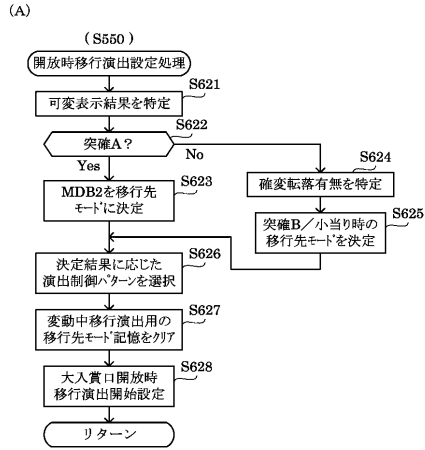 (A)
(S550)
開放時移行演出設定処理
S621
可変表示結果を特定
S622
突確A?
Yes
No
S623
MDB2を移行先
モードに決定
S624
確変転落有無を特定
S625
突確B/小当り時の
移行先モードを決定
S626
決定結果に応じた
演出制御パターンを選択
S627
変動中移行演出用の
移行先モード記憶をクリア
S628
大入賞口開放時
移行演出開始設定
リターン